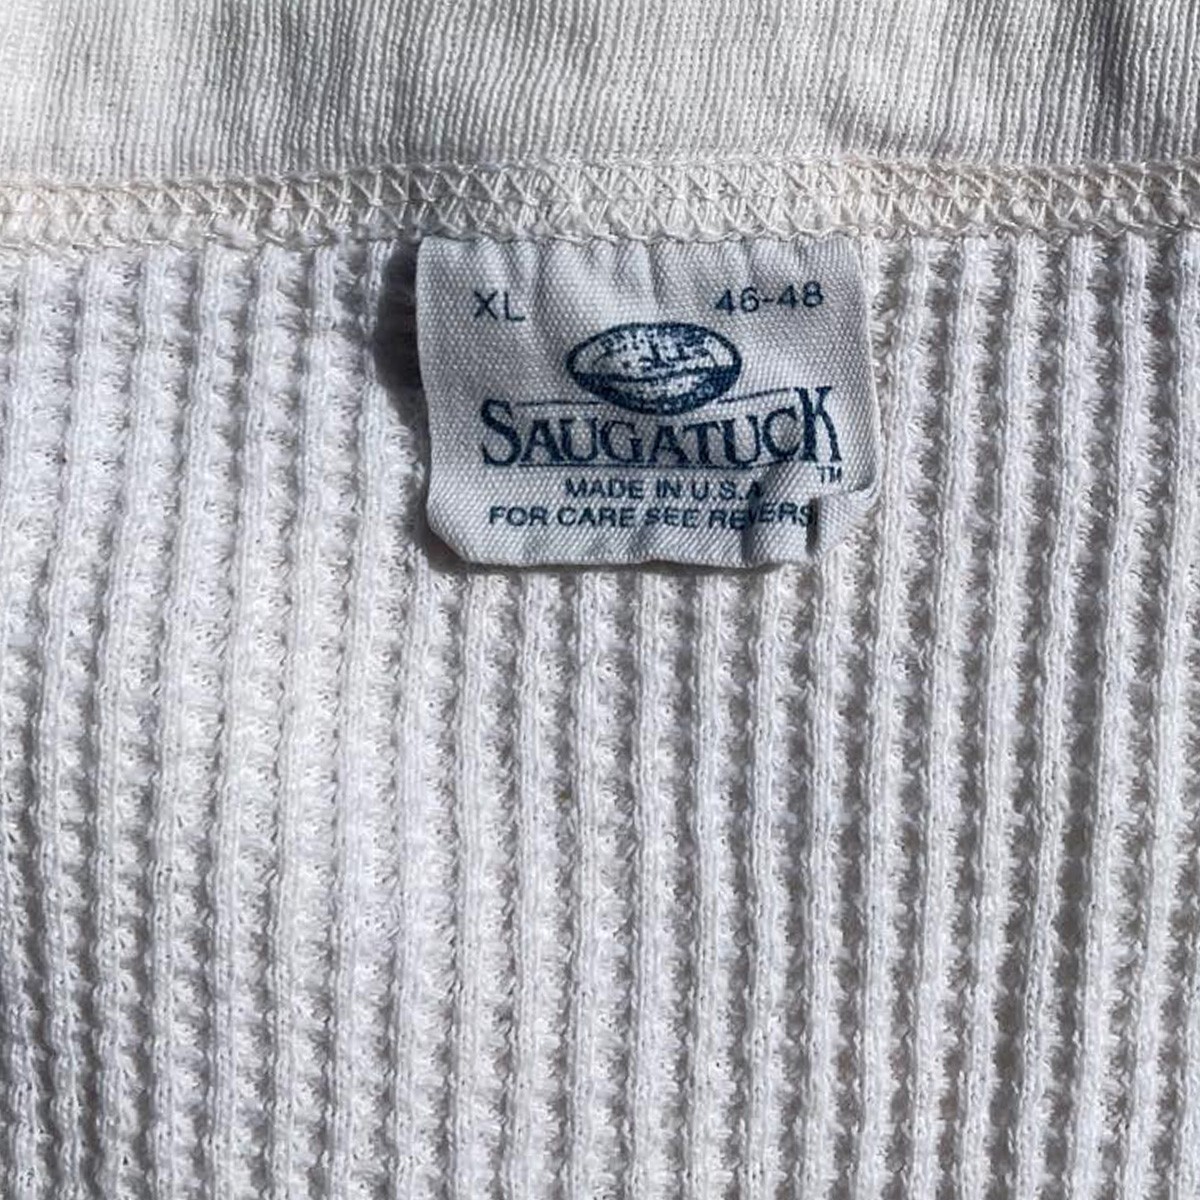 XL 46-48
SAUGATUCK
TM
MADE IN U.S.A
FOR CARE SEE REVERS